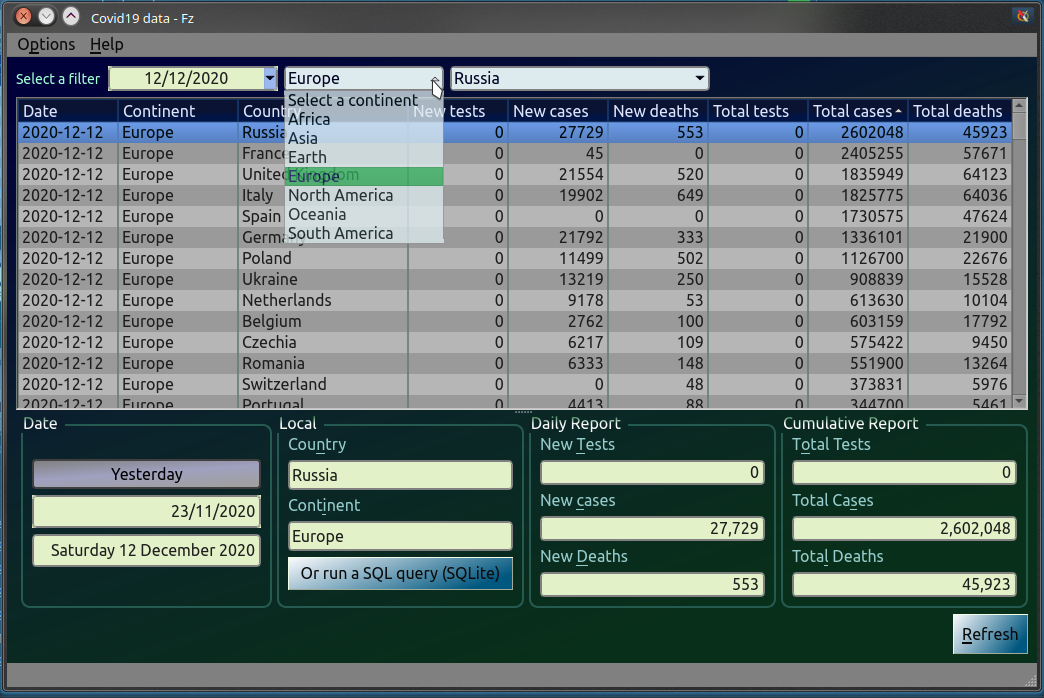 Covid19 data - Fz
Options Help
Select a filter 12/12/2020 Europe Russia
Select a continent
Africa
Asia
Earth
Europe
North America
Oceania
South America
Date Continent Country New tests New cases New deaths Total tests Total cases Total deaths
2020-12-12 Europe Russia 0 27729 553 0 2602048 45923
2020-12-12 Europe France 0 45 0 0 2405255 57671
2020-12-12 Europe United Kingdom 0 21554 520 0 1835949 64123
2020-12-12 Europe Italy 0 19902 649 0 1825775 64036
2020-12-12 Europe Spain 0 0 0 0 1730575 47624
2020-12-12 Europe Germany 0 21792 333 0 1336101 21900
2020-12-12 Europe Poland 0 11499 502 0 1126700 22676
2020-12-12 Europe Ukraine 0 13219 250 0 908839 15528
2020-12-12 Europe Netherlands 0 9178 53 0 613630 10104
2020-12-12 Europe Belgium 0 2762 100 0 603159 17792
2020-12-12 Europe Czechia 0 6217 109 0 575422 9450
2020-12-12 Europe Romania 0 6333 148 0 551900 13264
2020-12-12 Europe Switzerland 0 0 48 0 373831 5976
2020-12-12 Europe Portugal 0 4413 88 0 344700 5461
Date
Yesterday
23/11/2020
Saturday 12 December 2020
Local
Country
Russia
Continent
Europe
Or run a SQL query (SQLite)
Daily Report
New Tests
0
New cases
27,729
New Deaths
553
Cumulative Report
Total Tests
0
Total Cases
2,602,048
Total Deaths
45,923
Refresh